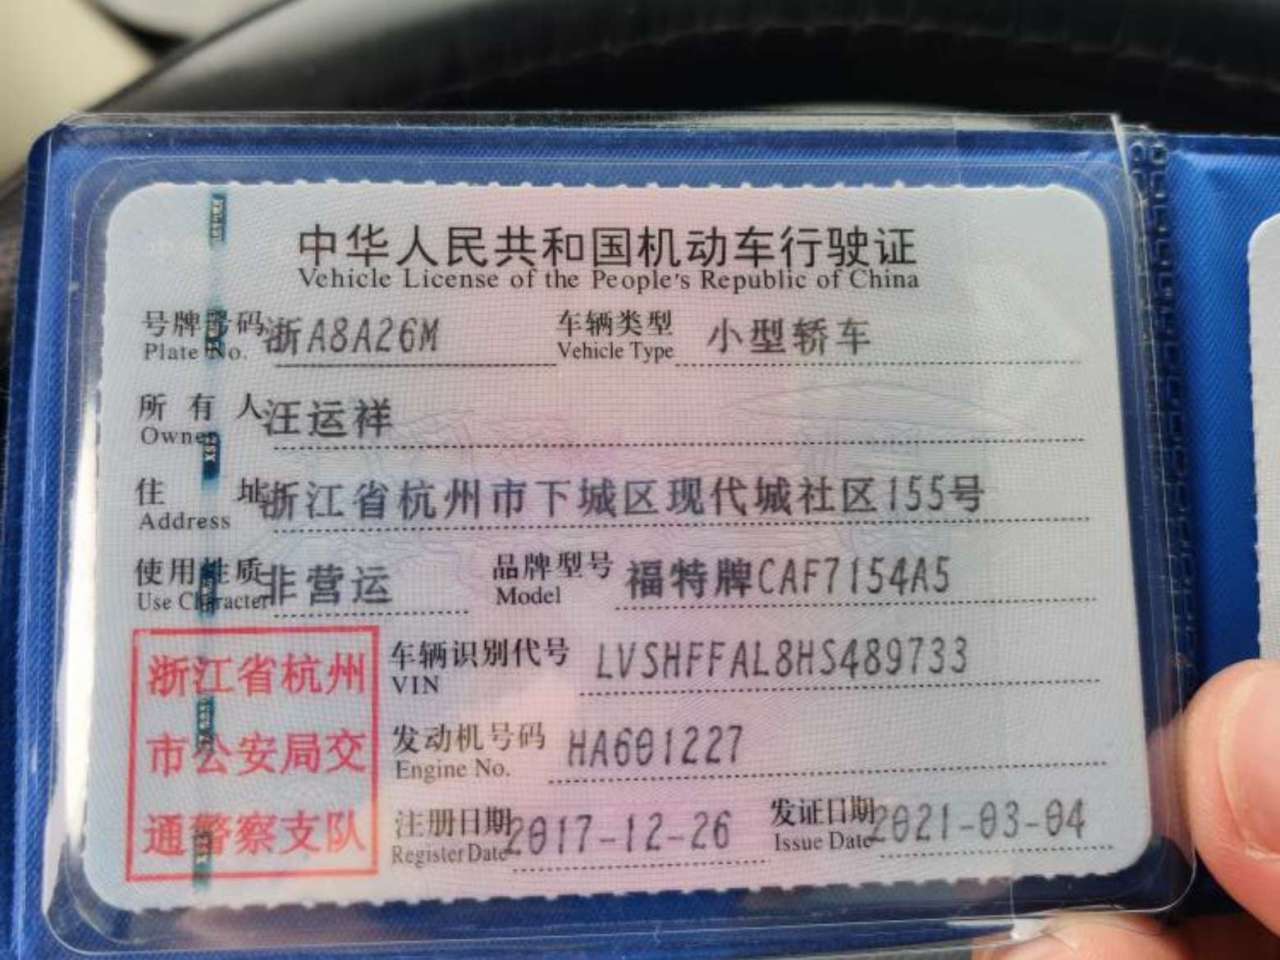 中华人民共和国机动车行驶证
Vehicle License of the People's Republic of China
号牌号码 浙A8A26M 车辆类型 小型轿车
Plate No. Vehicle Type
所有人 汪运祥
Owner
住址 浙江省杭州市下城区现代城社区155号
Address
使用性质 非营运 品牌型号 福特牌CAF7154A5
Use Character Model
车辆识别代号 LVSHFFAL8HS489733
VIN
发动机号码 HA601227
Engine No.
注册日期 2017-12-26 发证日期 2021-03-04
Register Date Issue Date
浙江省杭州
市公安局交
通警察支队